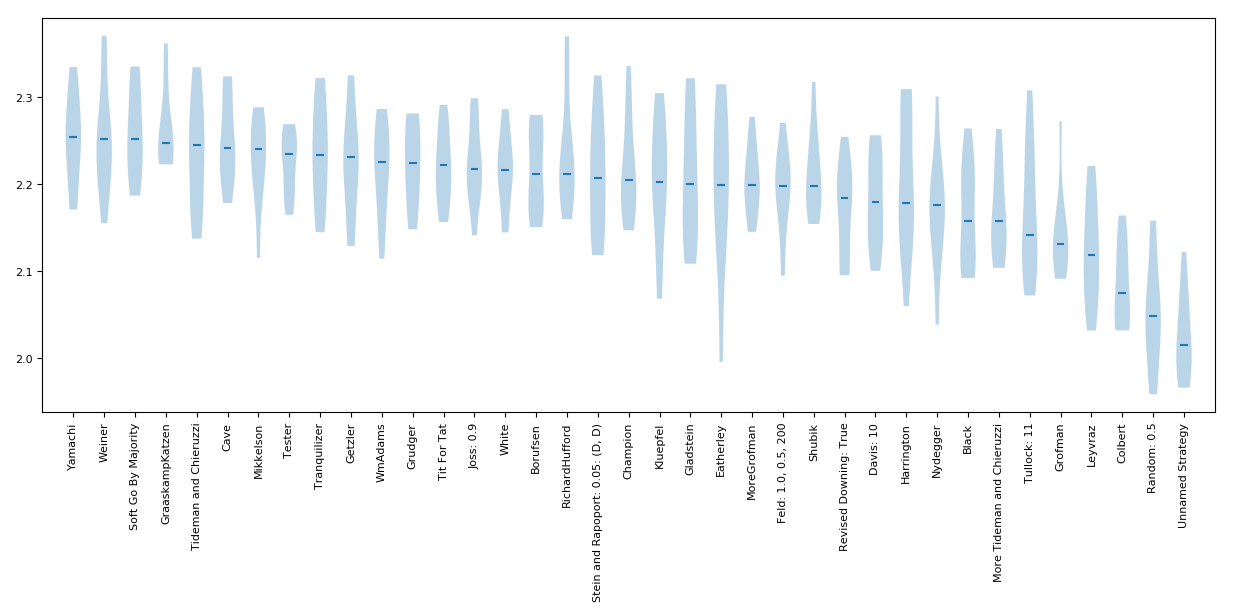 2.3
2.2
2.1
2.0
Yamachi
Weiner
Soft Go By Majority
GraaskampKatzen
Tideman and Chieruzzi
Cave
Mikkelson
Tester
Tranquilizer
Getzler
WmAdams
Grudger
Tit For Tat
Joss: 0.9
White
Borufsen
RichardHufford
Stein and Rapoport: 0.05: (D, D)
Champion
Kluepfel
Gladstein
Eatherley
MoreGrofman
Feld: 1.0, 0.5, 200
Shubik
Revised Downing: True
Davis: 10
Harrington
Nydegger
Black
More Tideman and Chieruzzi
Tullock: 11
Grofman
Leyvraz
Colbert
Random: 0.5
Unnamed Strategy